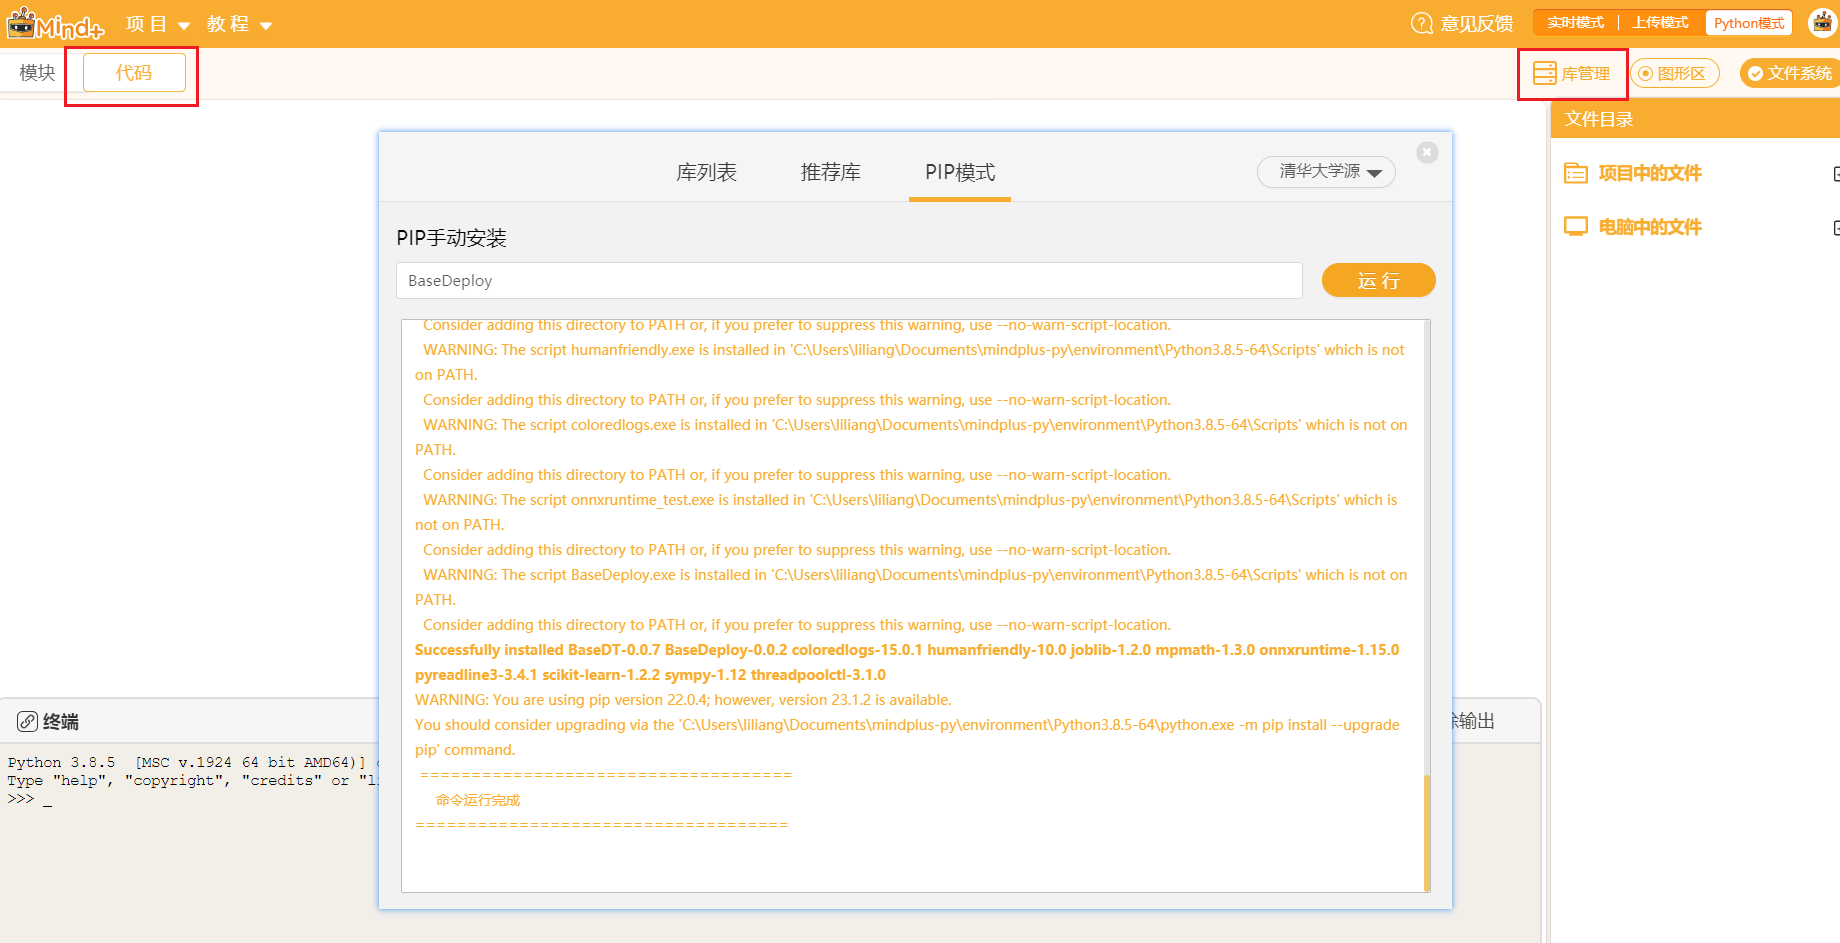 Mind+ 项目 教程 意见反馈 实时模式 | 上传模式 Python模式
模块 代码 库管理 图形区 文件系统
文件目录
项目中的文件
电脑中的文件
库列表 推荐库 PIP模式 清华大学源
PIP手动安装
BaseDeploy 运行
Consider adding this directory to PATH or, if you prefer to suppress this warning, use --no-warn-script-location.
WARNING: The script humanfriendly.exe is installed in 'C:\Users\liliang\Documents\mindplus-py\environment\Python3.8.5-64\Scripts' which is not
on PATH.
Consider adding this directory to PATH or, if you prefer to suppress this warning, use --no-warn-script-location.
WARNING: The script coloredlogs.exe is installed in 'C:\Users\liliang\Documents\mindplus-py\environment\Python3.8.5-64\Scripts' which is not on
PATH.
Consider adding this directory to PATH or, if you prefer to suppress this warning, use --no-warn-script-location.
WARNING: The script onnxruntime_test.exe is installed in 'C:\Users\liliang\Documents\mindplus-py\environment\Python3.8.5-64\Scripts' which is
not on PATH.
Consider adding this directory to PATH or, if you prefer to suppress this warning, use --no-warn-script-location.
WARNING: The script BaseDeploy.exe is installed in 'C:\Users\liliang\Documents\mindplus-py\environment\Python3.8.5-64\Scripts' which is not on
PATH.
Consider adding this directory to PATH or, if you prefer to suppress this warning, use --no-warn-script-location.
Successfully installed BaseDT-0.0.7 BaseDeploy-0.0.2 coloredlogs-15.0.1 humanfriendly-10.0 joblib-1.2.0 mpmath-1.3.0 onnxruntime-1.15.0
pyreadline3-3.4.1 scikit-learn-1.2.2 sympy-1.12 threadpoolctl-3.1.0
WARNING: You are using pip version 22.0.4; however, version 23.1.2 is available.
You should consider upgrading via the 'C:\Users\liliang\Documents\mindplus-py\environment\Python3.8.5-64\python.exe -m pip install --upgrade
pip' command.
====================================
命令运行完成
====================================
终端 输出
Python 3.8.5 [MSC v.1924 64 bit AMD64)]
Type "help", "copyright", "credits" or "l
>>> _